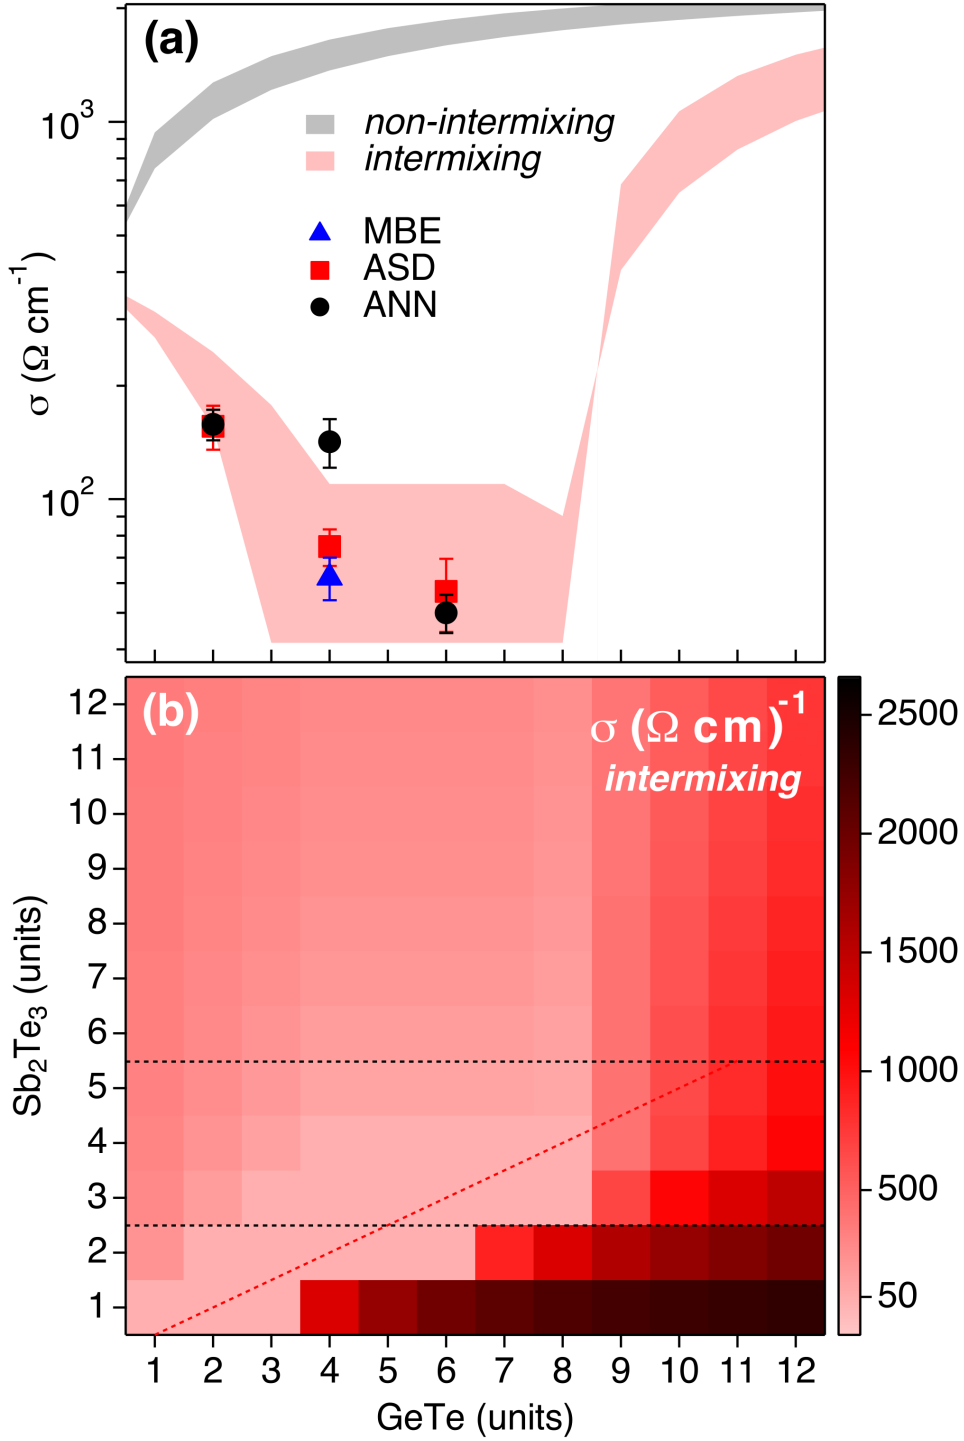 (a)
10³
10²
σ (Ω cm⁻¹)
non-intermixing
intermixing
MBE
ASD
ANN
(b)
σ (Ω cm)⁻¹
intermixing
12
11
10
9
8
7
6
5
4
3
2
1
Sb₂Te₃ (units)
1 2 3 4 5 6 7 8 9 10 11 12
GeTe (units)
2500
2000
1500
1000
500
50